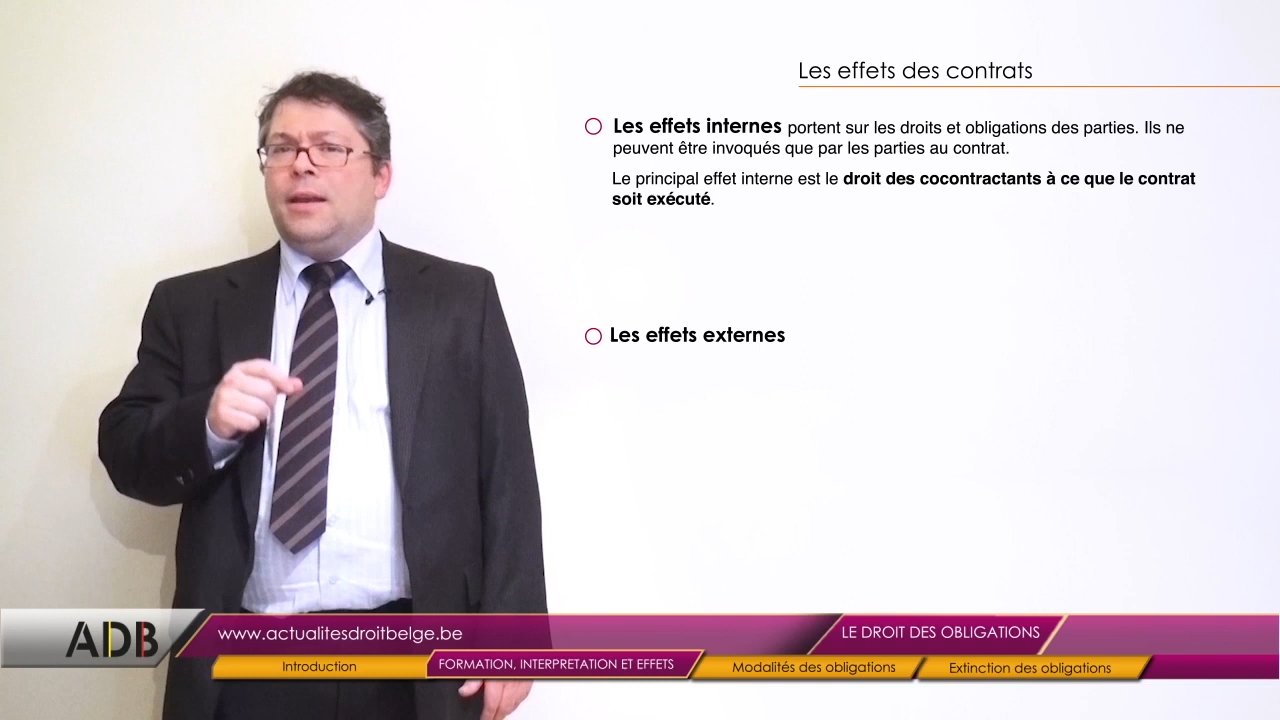 Les effets des contrats
Les effets internes portent sur les droits et obligations des parties. Ils ne
peuvent être invoqués que par les parties au contrat.
Le principal effet interne est le droit des cocontractants à ce que le contrat
soit exécuté.
Les effets externes
ADB
www.actualitesdroitbelge.be
LE DROIT DES OBLIGATIONS
Introduction
FORMATION, INTERPRETATION ET EFFETS
Modalités des obligations
Extinction des obligations